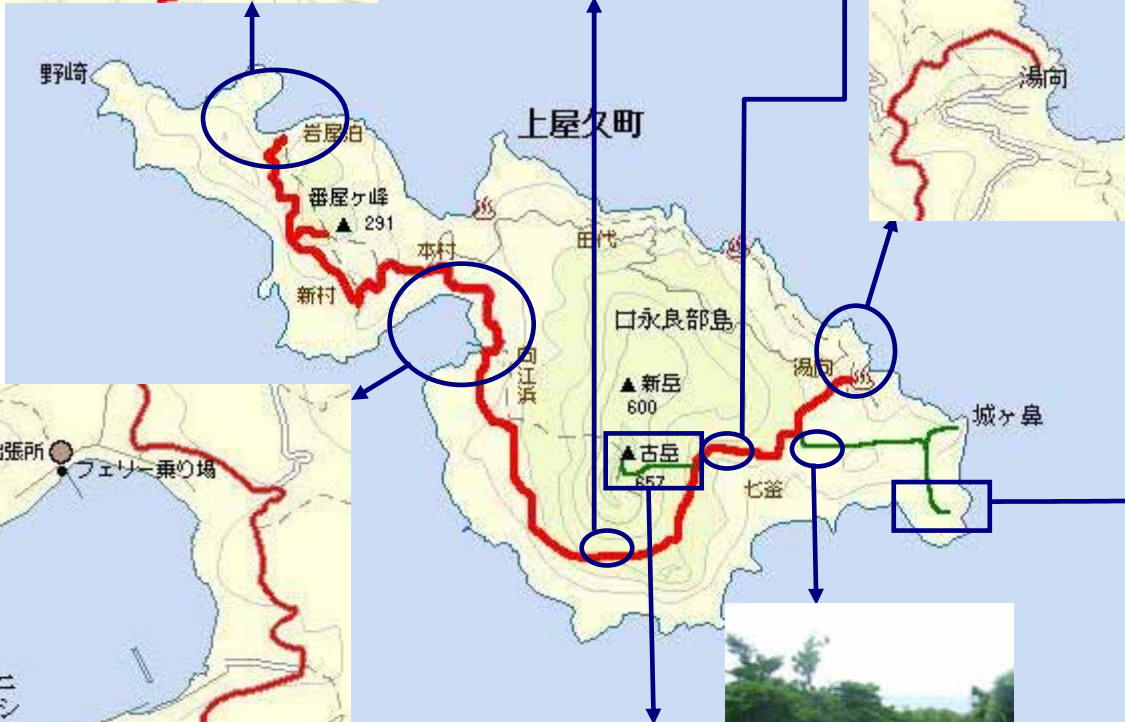 野崎
岩屋泊
上屋久町
湯向
番屋ヶ峰
▲ 291
本村
新村
田代
口永良部島
向江浜
▲新岳
600
湯向
城ヶ鼻
▲古岳
657
七釜
張所
フェリー乗り場
ニ
シ